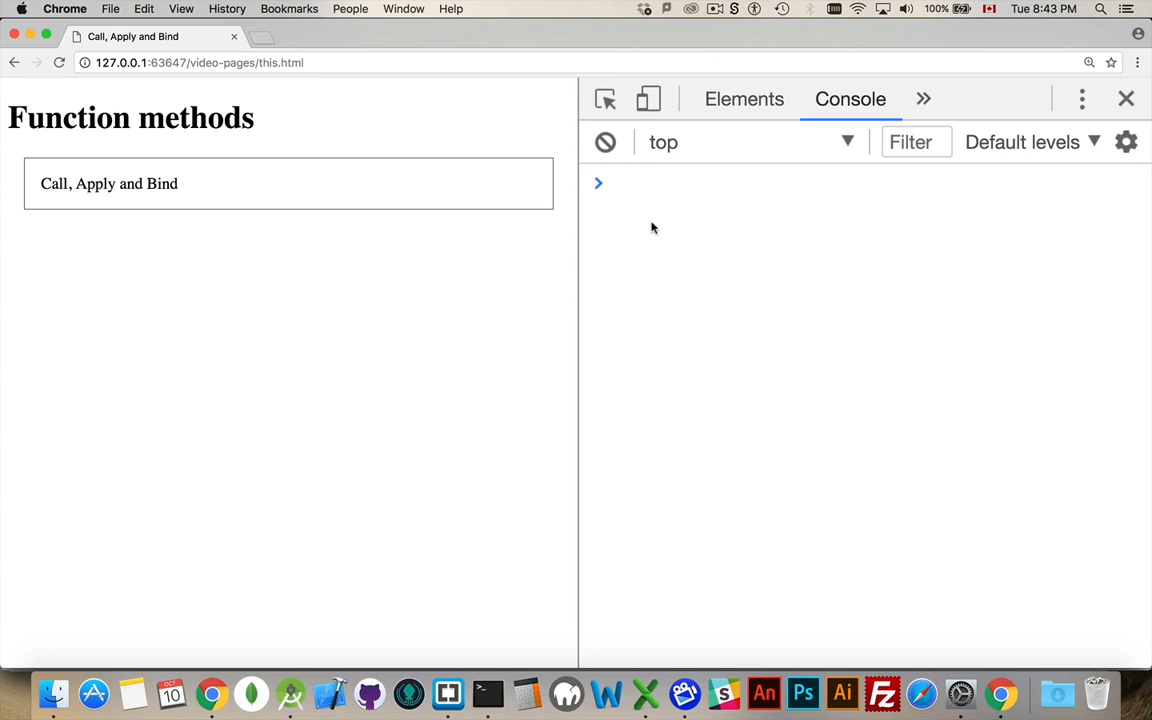 Chrome File Edit View History Bookmarks People Window Help 100% Tue 8:43 PM
Call, Apply and Bind
127.0.0.1:63647/video-pages/this.html
Elements Console
top Filter Default levels
Function methods
Call, Apply and Bind
OCT
10
An Ps Ai Fz